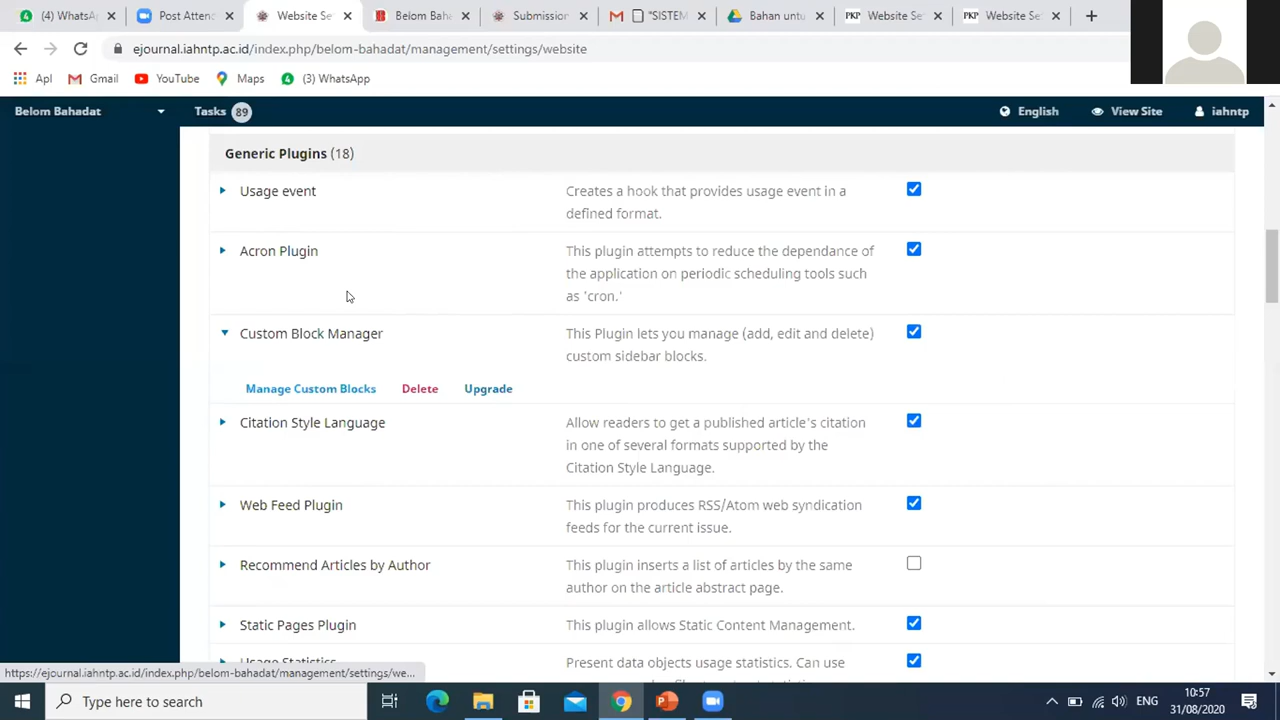 (4) WhatsA
Post Attend
Website Se
Belom Bah
Submission
"SISTEM
Bahan untu
PKP
Website Se
PKP
Website Se
ejournal.iahntp.ac.id/index.php/belom-bahadat/management/settings/website
Apl
Gmail
YouTube
Maps
(3) WhatsApp
Belom Bahadat
Tasks 89
English
View Site
iahntp
Generic Plugins (18)
Usage event
Creates a hook that provides usage event in a
defined format.
Acron Plugin
This plugin attempts to reduce the dependance of
the application on periodic scheduling tools such
as 'cron.'
Custom Block Manager
This Plugin lets you manage (add, edit and delete)
custom sidebar blocks.
Manage Custom Blocks
Delete
Upgrade
Citation Style Language
Allow readers to get a published article's citation
in one of several formats supported by the
Citation Style Language.
Web Feed Plugin
This plugin produces RSS/Atom web syndication
feeds for the current issue.
Recommend Articles by Author
This plugin inserts a list of articles by the same
author on the article abstract page.
Static Pages Plugin
This plugin allows Static Content Management.
Usage Statistics
Present data objects usage statistics. Can use
https://ejournal.iahntp.ac.id/index.php/belom-bahadat/management/settings/we...
Type here to search
ENG
10:57
31/08/2020